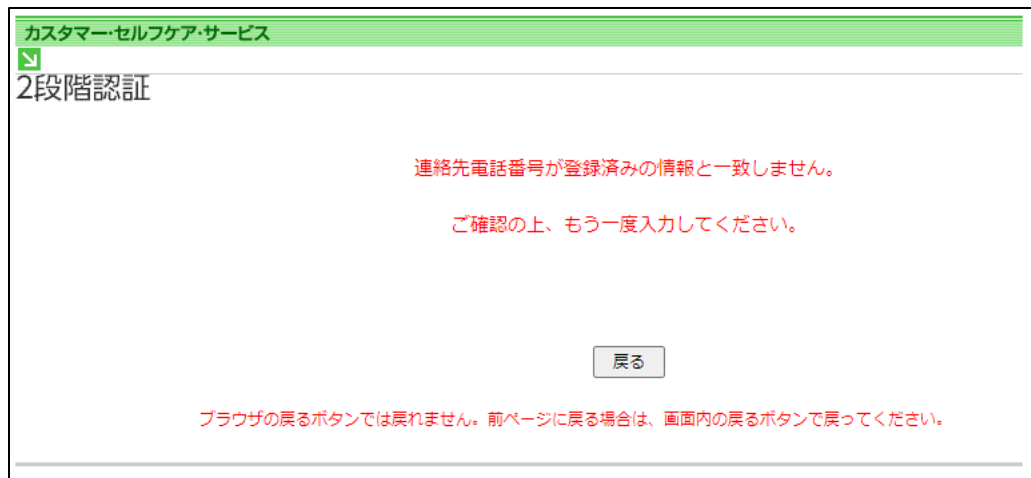 カスタマー・セルフケア・サービス
2段階認証
連絡先電話番号が登録済みの情報と一致しません。
ご確認の上、もう一度入力してください。
戻る
ブラウザの戻るボタンでは戻れません。前ページに戻る場合は、画面内の戻るボタンで戻ってください。